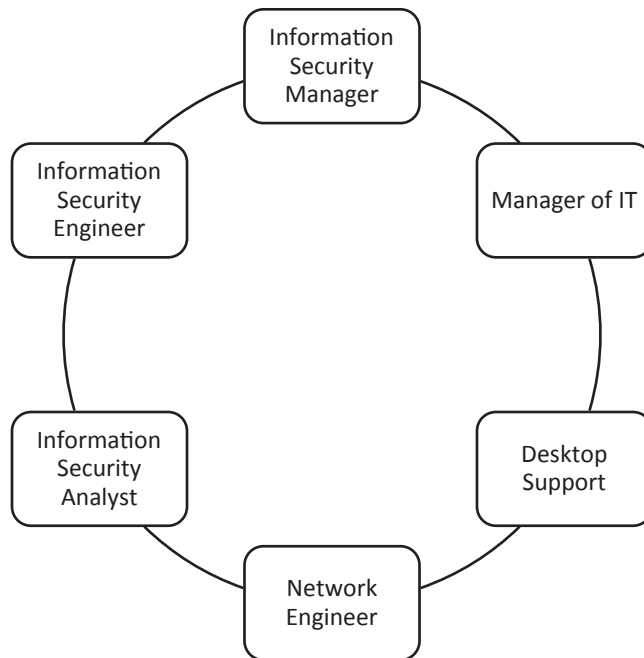 Information
Security
Manager
Manager of IT
Desktop
Support
Network
Engineer
Information
Security
Analyst
Information
Security
Engineer